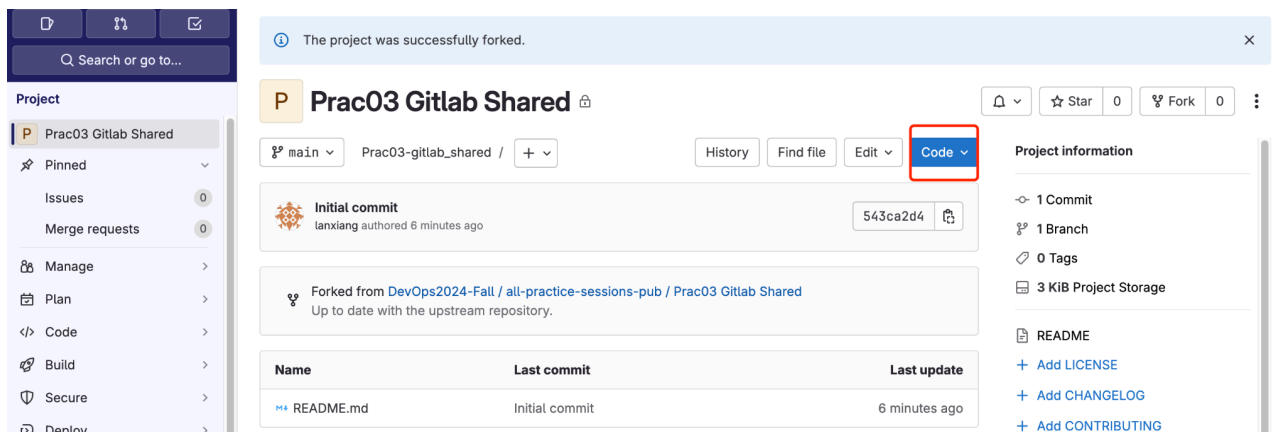 Search or go to...
Project
P Prac03 Gitlab Shared
Pinned
Issues 0
Merge requests 0
Manage
Plan
Code
Build
Secure
Deploy
The project was successfully forked.
P Prac03 Gitlab Shared
Star 0 Fork 0
main Prac03-gitlab_shared / + History Find file Edit Code
Initial commit
lanxiang authored 6 minutes ago
543ca2d4
Forked from DevOps2024-Fall / all-practice-sessions-pub / Prac03 Gitlab Shared
Up to date with the upstream repository.
Name Last commit Last update
M↓ README.md Initial commit 6 minutes ago
Project information
1 Commit
1 Branch
0 Tags
3 KiB Project Storage
README
+ Add LICENSE
+ Add CHANGELOG
+ Add CONTRIBUTING